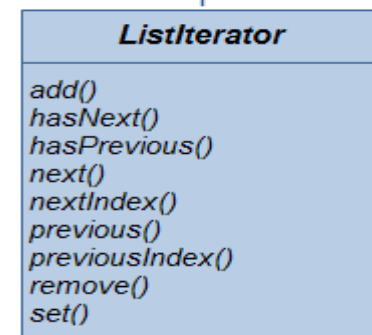 ListIterator
add()
hasNext()
hasPrevious()
next()
nextIndex()
previous()
previousIndex()
remove()
set()